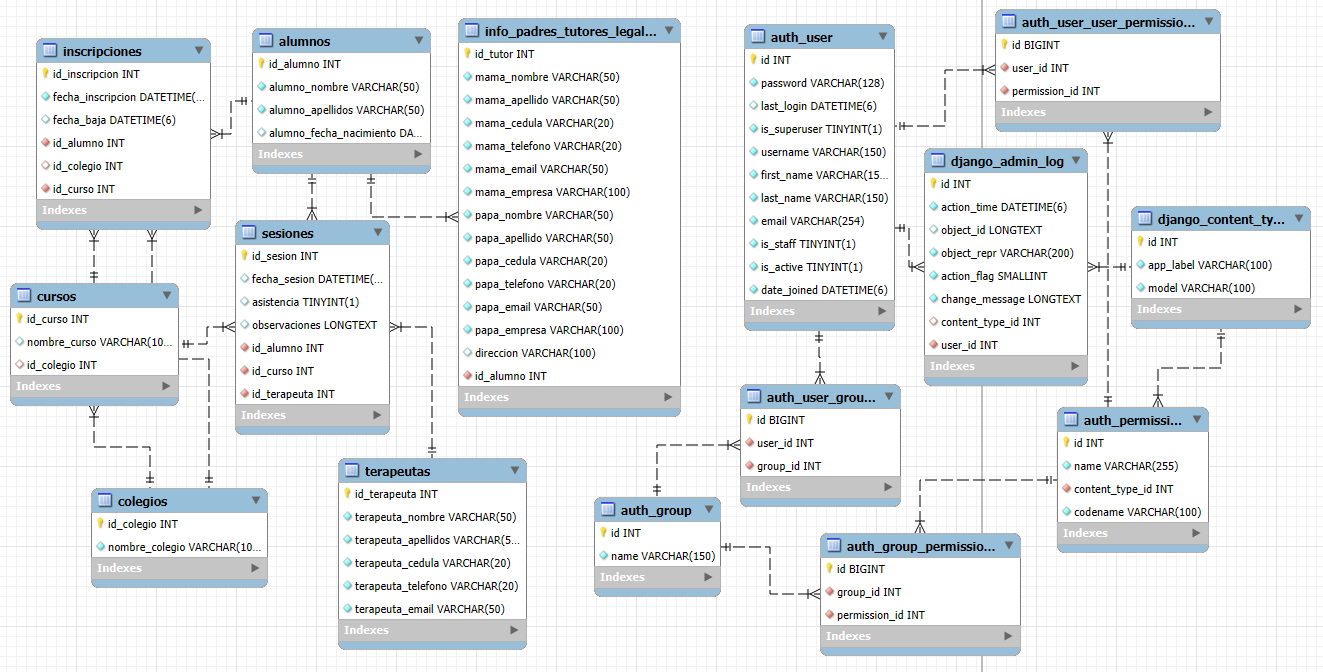 inscripciones
id_inscripcion INT
fecha_inscripcion DATETIME(...
fecha_baja DATETIME(6)
id_alumno INT
id_colegio INT
id_curso INT
Indexes
alumnos
id_alumno INT
alumno_nombre VARCHAR(50)
alumno_apellidos VARCHAR(50)
alumno_fecha_nacimiento DA...
Indexes
info_padres_tutores_legal...
id_tutor INT
mama_nombre VARCHAR(50)
mama_apellido VARCHAR(50)
mama_cedula VARCHAR(20)
mama_telefono VARCHAR(20)
mama_email VARCHAR(50)
mama_empresa VARCHAR(100)
papa_nombre VARCHAR(50)
papa_apellido VARCHAR(50)
papa_cedula VARCHAR(20)
papa_telefono VARCHAR(20)
papa_email VARCHAR(50)
papa_empresa VARCHAR(100)
direccion VARCHAR(100)
id_alumno INT
Indexes
auth_user
id INT
password VARCHAR(128)
last_login DATETIME(6)
is_superuser TINYINT(1)
username VARCHAR(150)
first_name VARCHAR(15...
last_name VARCHAR(150)
email VARCHAR(254)
is_staff TINYINT(1)
is_active TINYINT(1)
date_joined DATETIME(6)
Indexes
auth_user_user_permissio...
id BIGINT
user_id INT
permission_id INT
Indexes
django_admin_log
id INT
action_time DATETIME(6)
object_id LONGTEXT
object_repr VARCHAR(200)
action_flag SMALLINT
change_message LONGTEXT
content_type_id INT
user_id INT
Indexes
django_content_ty...
id INT
app_label VARCHAR(100)
model VARCHAR(100)
Indexes
sesiones
id_sesion INT
fecha_sesion DATETIME(...
asistencia TINYINT(1)
observaciones LONGTEXT
id_alumno INT
id_curso INT
id_terapeuta INT
Indexes
cursos
id_curso INT
nombre_curso VARCHAR(10...
id_colegio INT
Indexes
colegios
id_colegio INT
nombre_colegio VARCHAR(10...
Indexes
terapeutas
id_terapeuta INT
terapeuta_nombre VARCHAR(50)
terapeuta_apellidos VARCHAR(5...
terapeuta_cedula VARCHAR(20)
terapeuta_telefono VARCHAR(20)
terapeuta_email VARCHAR(50)
Indexes
auth_user_grou...
id BIGINT
user_id INT
group_id INT
Indexes
auth_group
id INT
name VARCHAR(150)
Indexes
auth_permissi...
id INT
name VARCHAR(255)
content_type_id INT
codename VARCHAR(100)
Indexes
auth_group_permissio...
id BIGINT
group_id INT
permission_id INT
Indexes